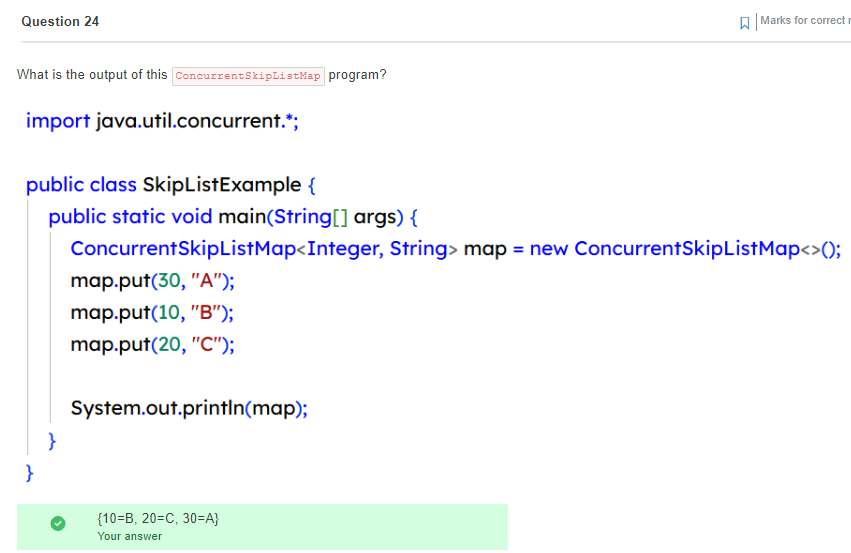 Question 24
Marks for correct
What is the output of this ConcurrentSkipListMap program?
import java.util.concurrent.*;
public class SkipListExample {
public static void main(String[] args) {
ConcurrentSkipListMap<Integer, String> map = new ConcurrentSkipListMap<>();
map.put(30, "A");
map.put(10, "B");
map.put(20, "C");
System.out.println(map);
}
}
{10=B, 20=C, 30=A}
Your answer